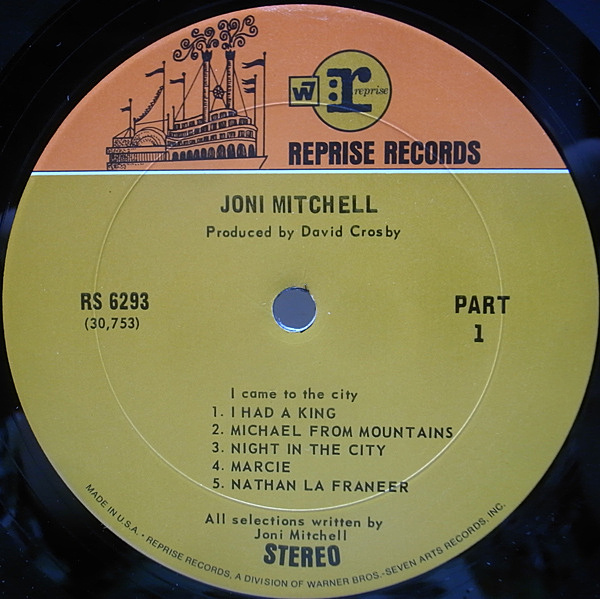 W7
r: reprise
REPRISE RECORDS
JONI MITCHELL
Produced by David Crosby
RS 6293
(30,753)
PART
1
I came to the city
1. I HAD A KING
2. MICHAEL FROM MOUNTAINS
3. NIGHT IN THE CITY
4. MARCIE
5. NATHAN LA FRANEER
All selections written by
Joni Mitchell
STEREO
MADE IN U.S.A. • REPRISE RECORDS, A DIVISION OF WARNER BROS.-SEVEN ARTS RECORDS, INC.